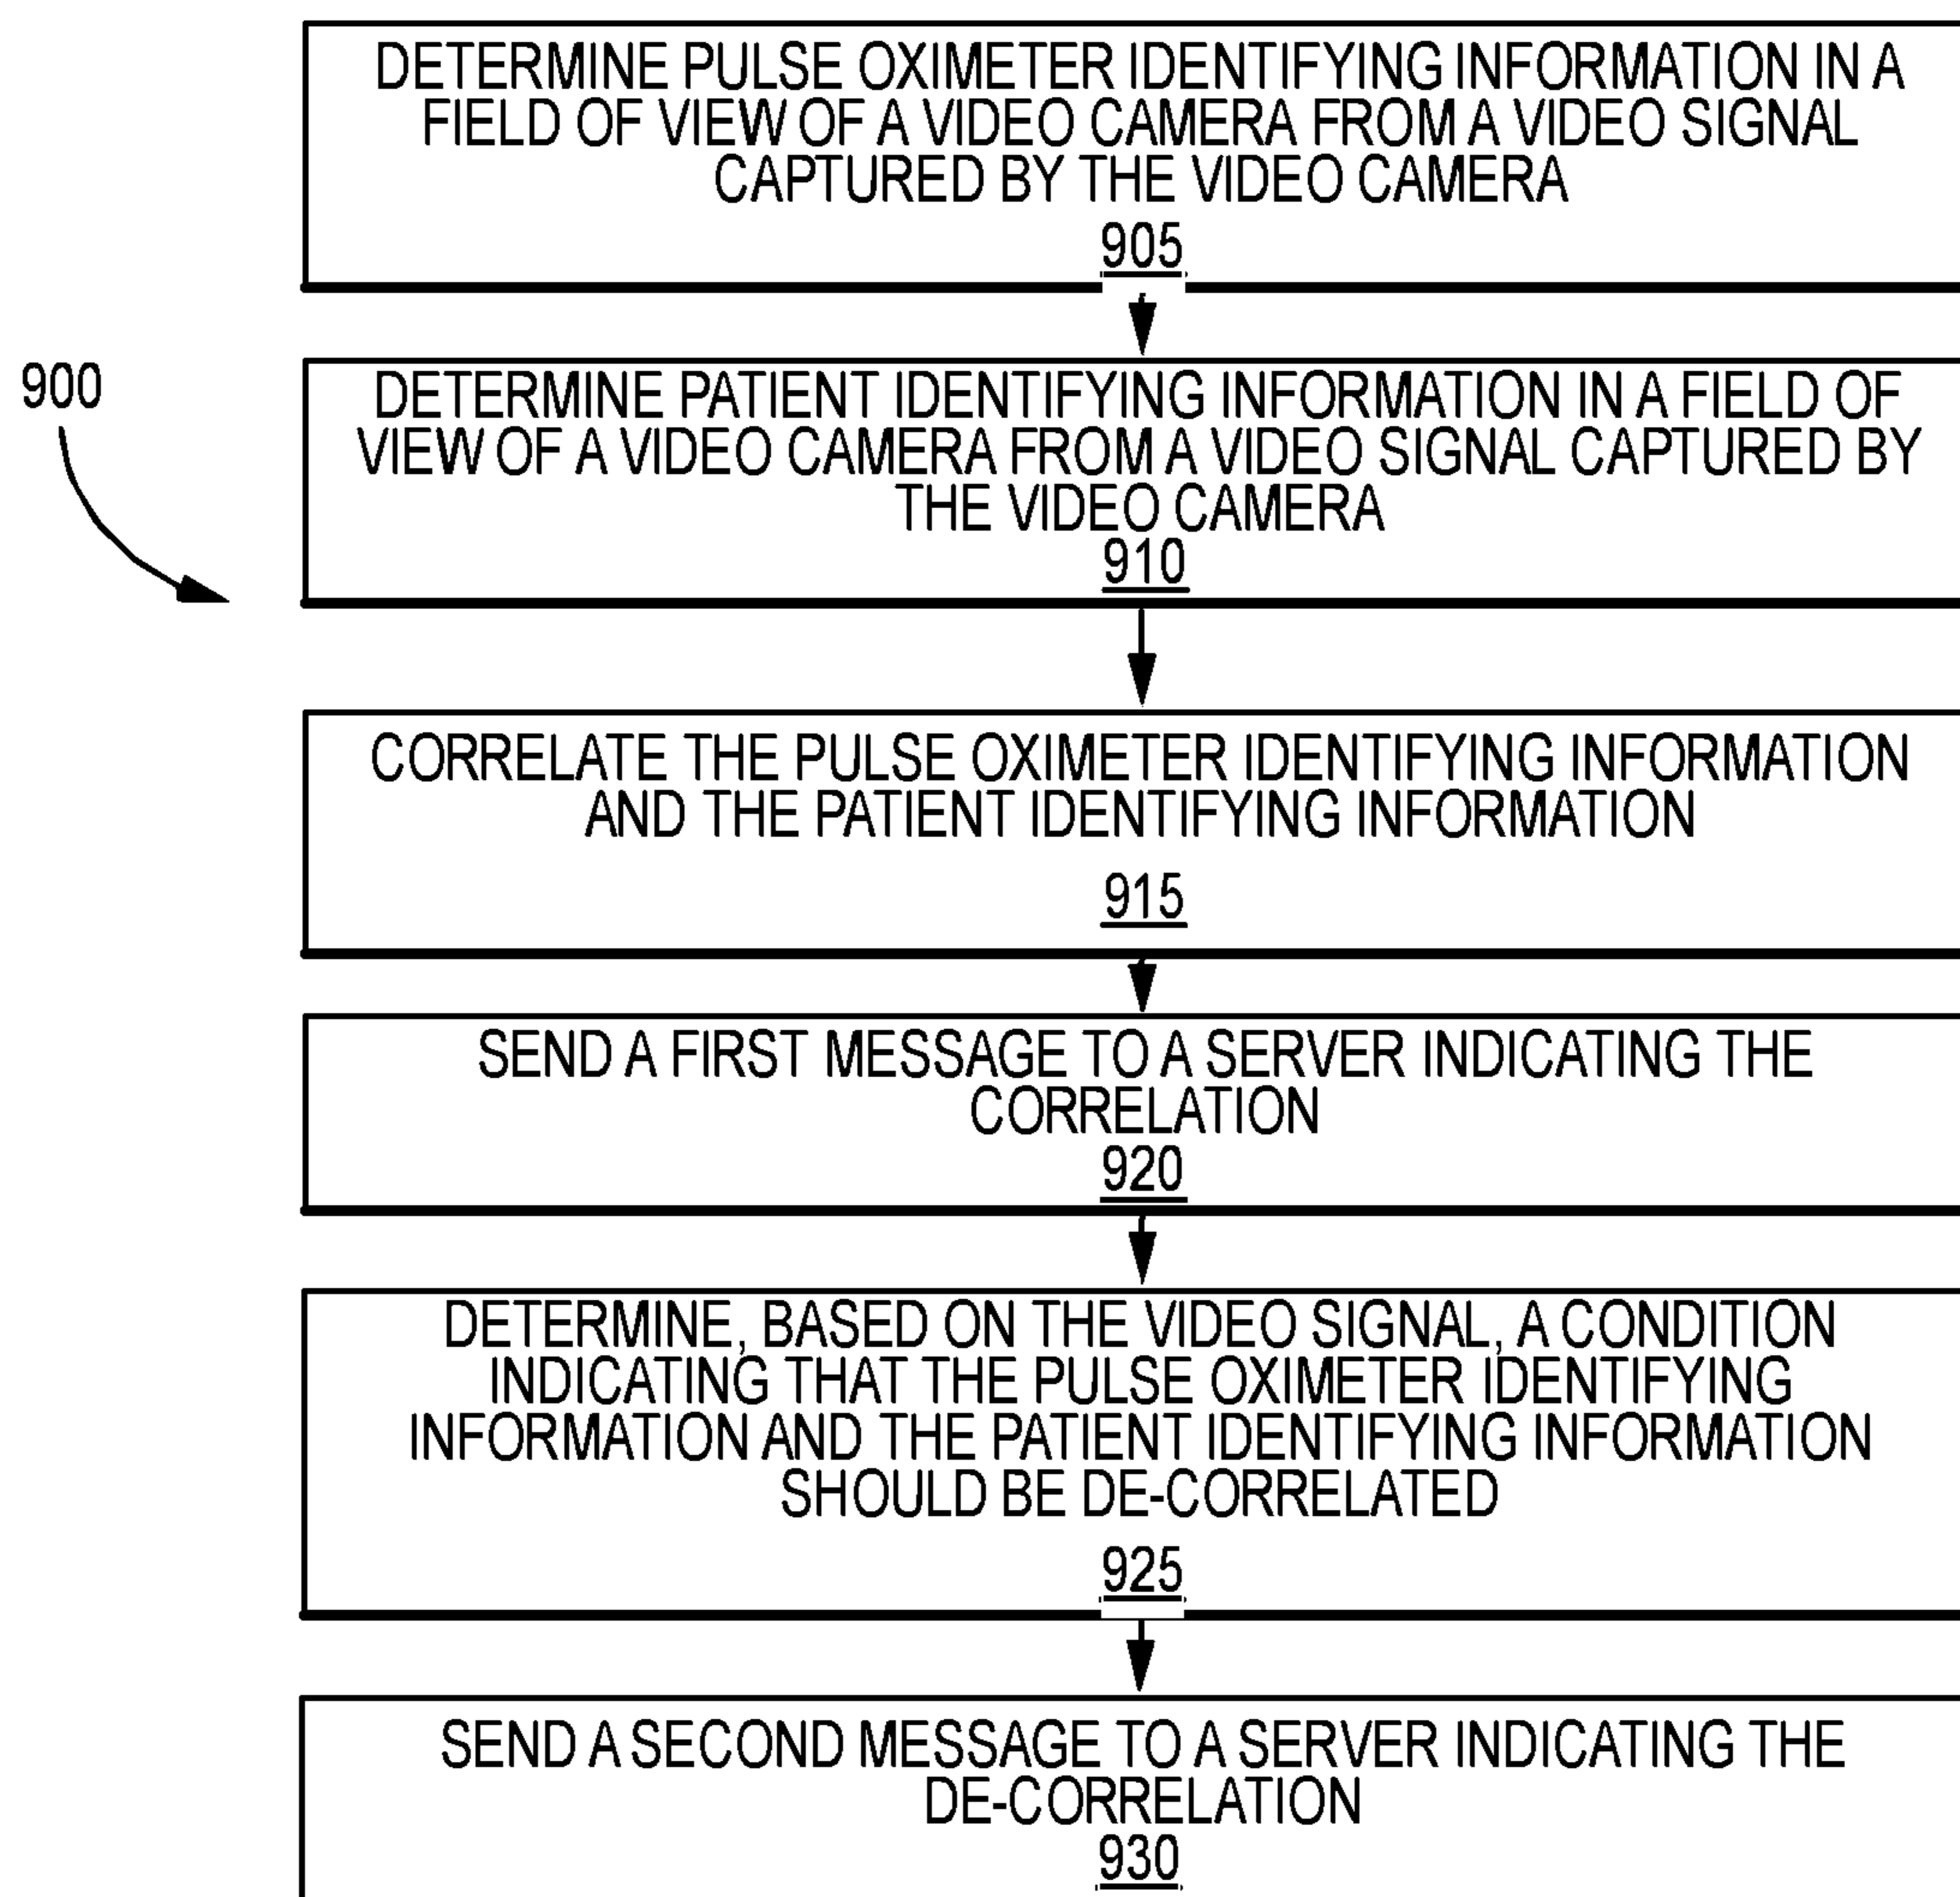 DETERMINE PULSE OXIMETER IDENTIFYING INFORMATION IN A
FIELD OF VIEW OF A VIDEO CAMERA FROM A VIDEO SIGNAL
CAPTURED BY THE VIDEO CAMERA
905
900
DETERMINE PATIENT IDENTIFYING INFORMATION IN A FIELD OF
VIEW OF A VIDEO CAMERA FROM A VIDEO SIGNAL CAPTURED BY
THE VIDEO CAMERA
910
CORRELATE THE PULSE OXIMETER IDENTIFYING INFORMATION
AND THE PATIENT IDENTIFYING INFORMATION
915
SEND A FIRST MESSAGE TO A SERVER INDICATING THE
CORRELATION
920
DETERMINE, BASED ON THE VIDEO SIGNAL, A CONDITION
INDICATING THAT THE PULSE OXIMETER IDENTIFYING
INFORMATION AND THE PATIENT IDENTIFYING INFORMATION
SHOULD BE DE-CORRELATED
925
SEND A SECOND MESSAGE TO A SERVER INDICATING THE
DE-CORRELATION
930